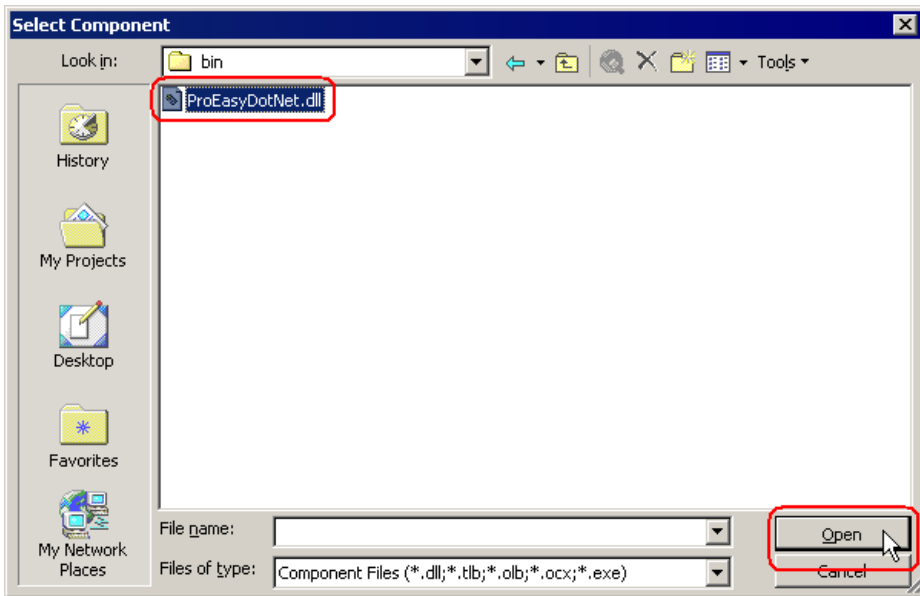 Select Component
Look in:
bin
Tools
ProEasyDotNet.dll
History
My Projects
Desktop
Favorites
My Network
Places
File name:
Open
Files of type:
Component Files (*.dll;*.tlb;*.olb;*.ocx;*.exe)
Cancel